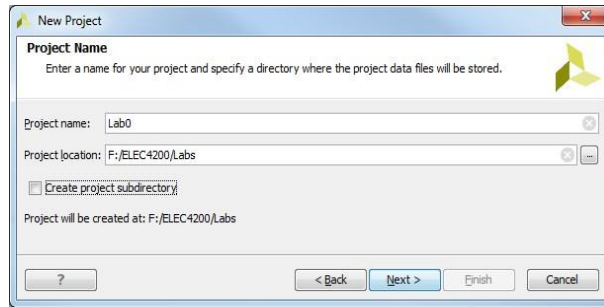 New Project
Project Name
Enter a name for your project and specify a directory where the project data files will be stored.
Project name: Lab0
Project location: F:/ELEC4200/Labs ...
Create project subdirectory
Project will be created at: F:/ELEC4200/Labs
? < Back Next > Finish Cancel